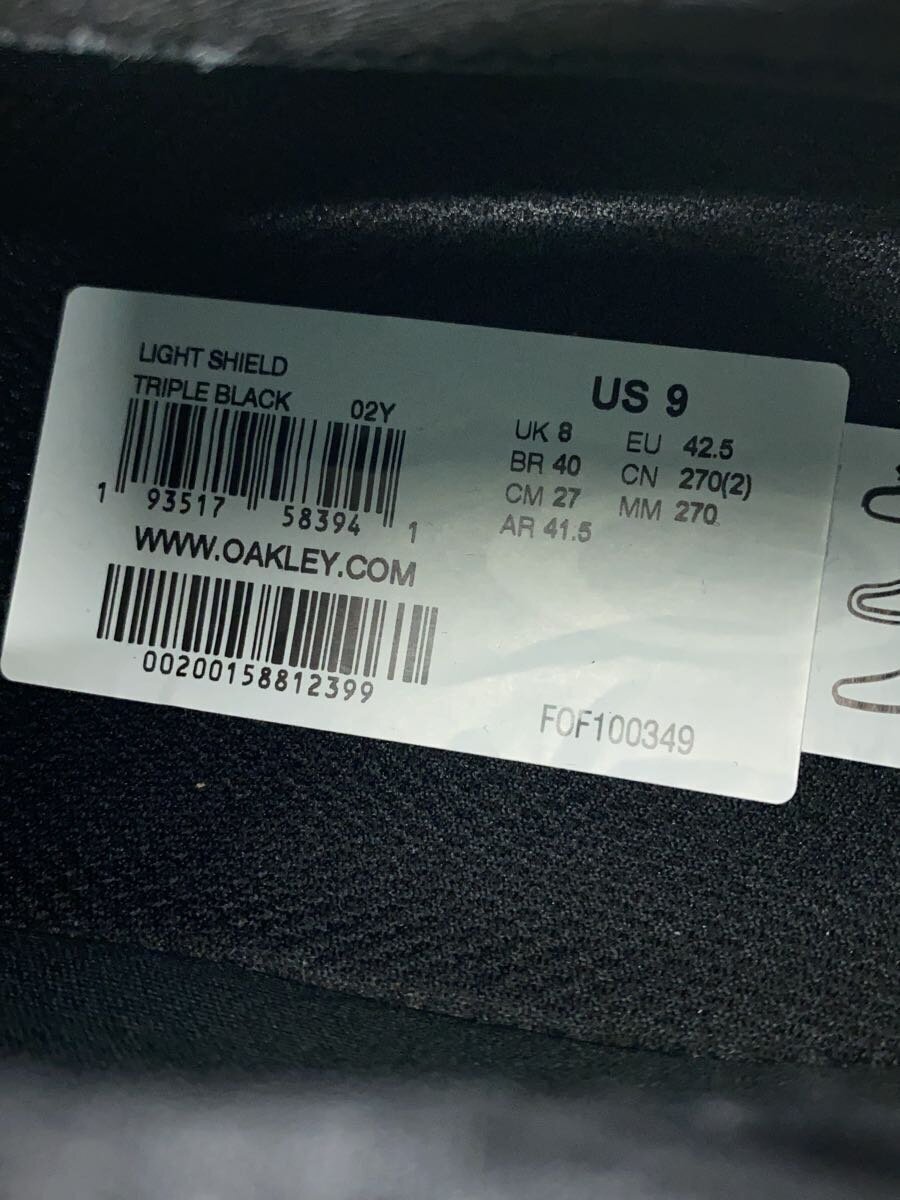 LIGHT SHIELD
TRIPLE BLACK 02Y
1 93517 58394 1
WWW.OAKLEY.COM
00200158812399
US 9
UK 8 EU 42.5
BR 40 CN 270(2)
CM 27 MM 270
AR 41.5
FOF100349